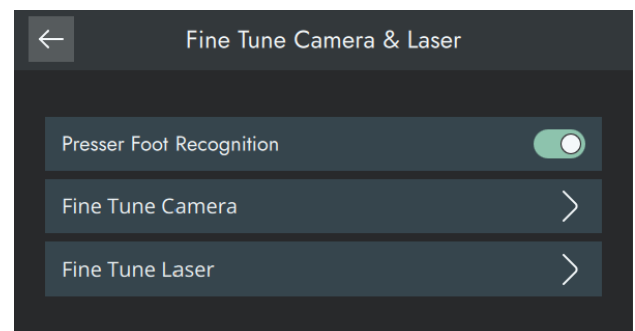 Fine Tune Camera & Laser
Presser Foot Recognition
Fine Tune Camera
Fine Tune Laser